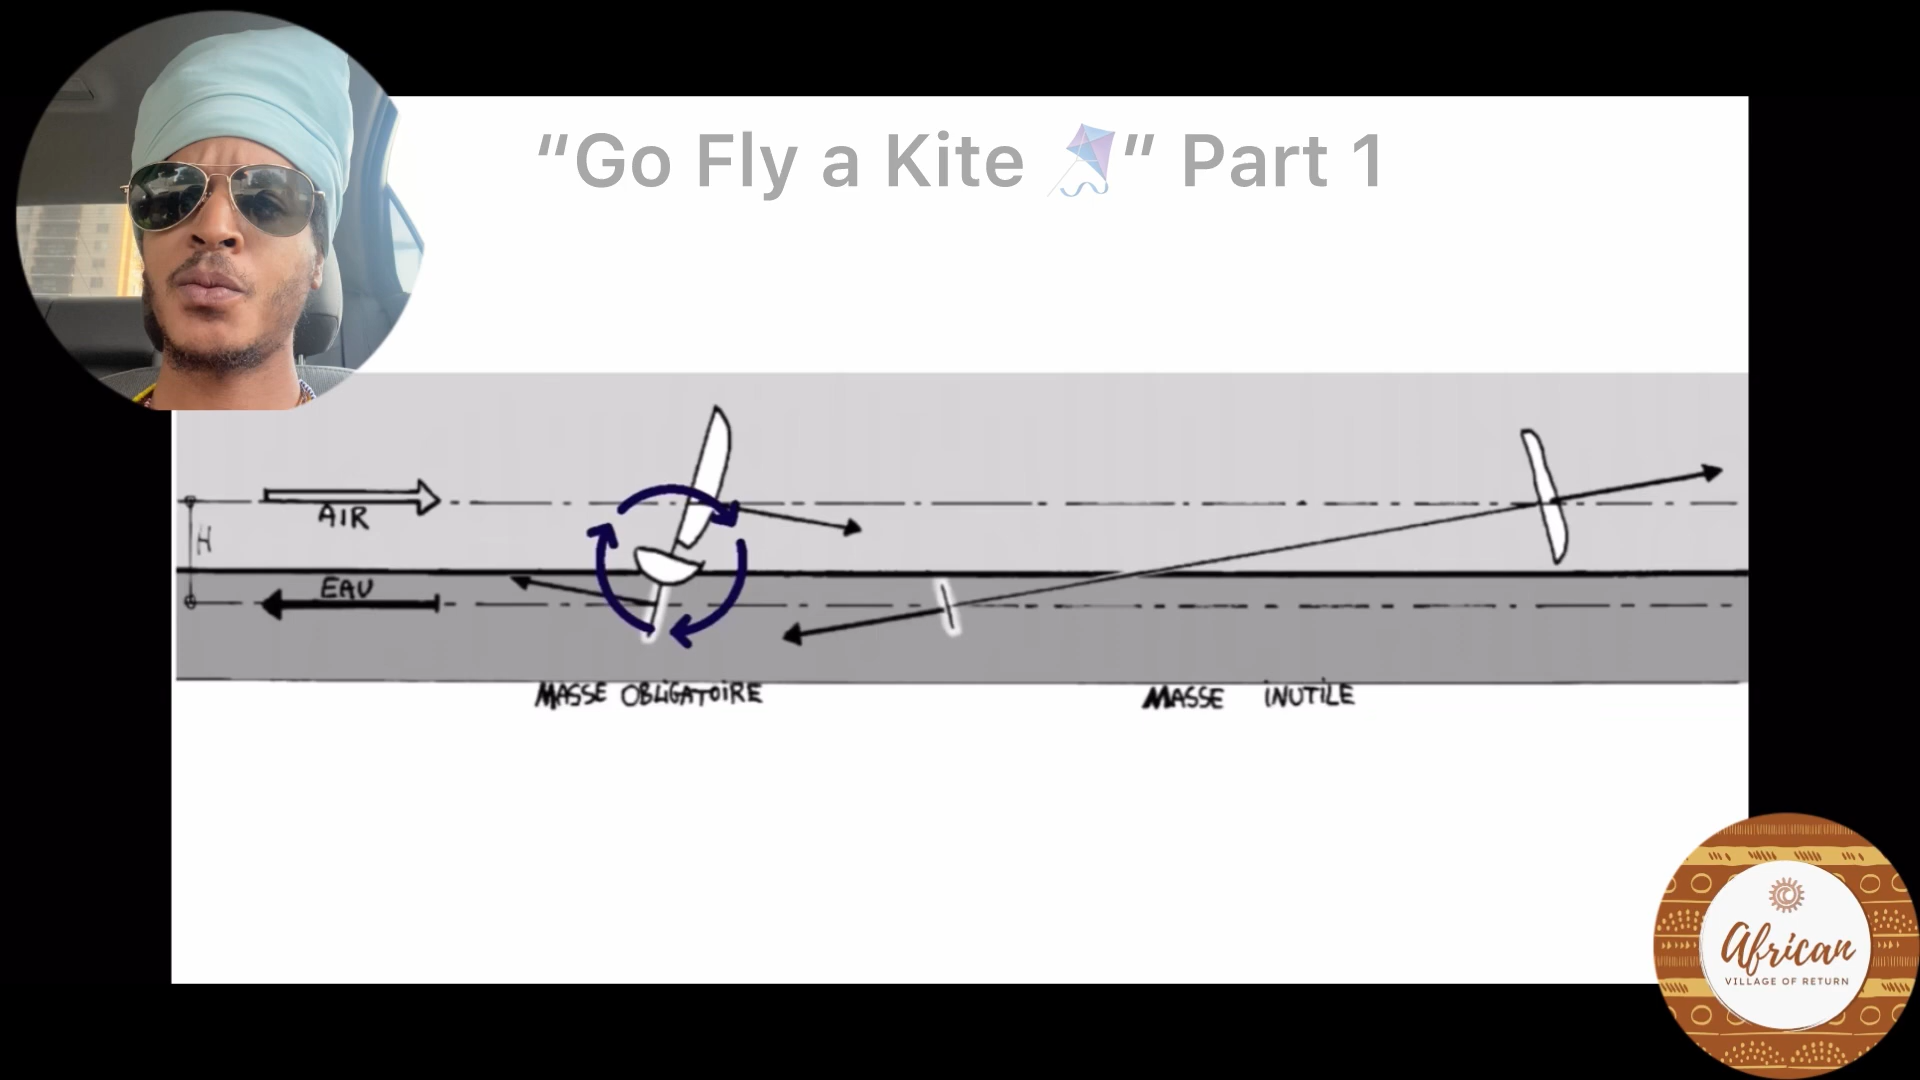 “Go Fly a Kite 🪁” Part 1
AIR
H
EAU
MASSE OBLIGATOIRE
MASSE INUTILE
African
VILLAGE OF RETURN